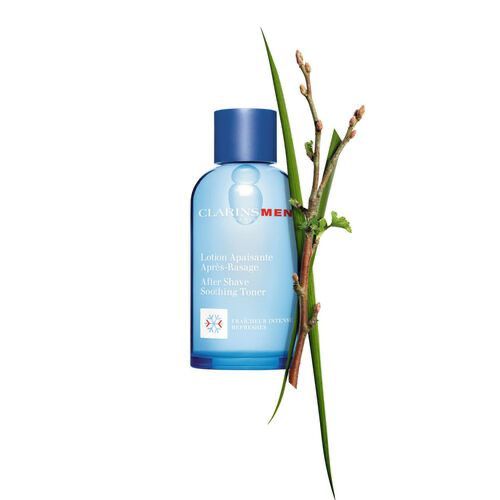 CLARINSMEN
Lotion Apaisante
Après-Rasage
After Shave
Soothing Toner
FRAÎCHEUR INTENSE
REFRESHES